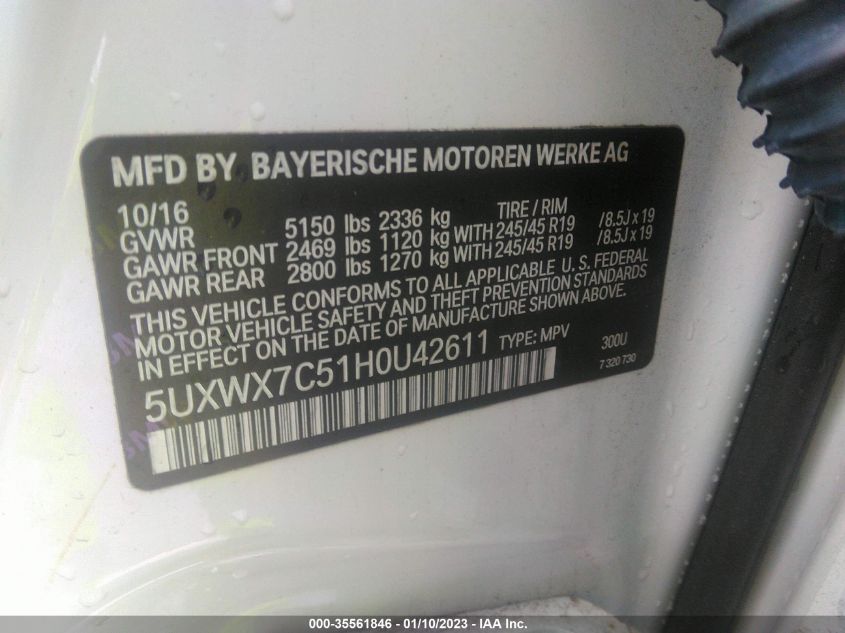 MFD BY BAYERISCHE MOTOREN WERKE AG
10/16 TIRE / RIM
GVWR 5150 lbs 2336 kg
GAWR FRONT 2469 lbs 1120 kg WITH 245/45 R19 /8.5J x 19
GAWR REAR 2800 lbs 1270 kg WITH 245/45 R19 /8.5J x 19
THIS VEHICLE CONFORMS TO ALL APPLICABLE U. S. FEDERAL
MOTOR VEHICLE SAFETY AND THEFT PREVENTION STANDARDS
IN EFFECT ON THE DATE OF MANUFACTURE SHOWN ABOVE.
5UXWX7C51H0U42611 TYPE: MPV 300U
7 320 730
000-35561846 - 01/10/2023 - IAA Inc.